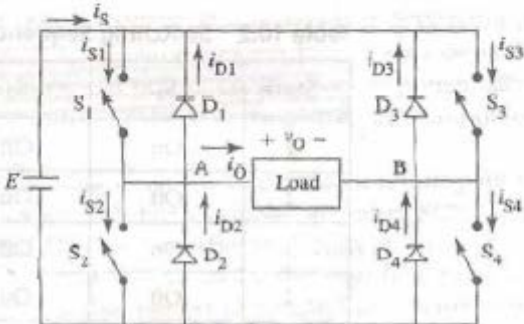 i_S
i_S1
i_D1
i_D3
i_S3
S_1
D_1
D_3
S_3
+ v_O −
A
i_O
Load
B
E
i_S2
i_D2
i_D4
i_S4
S_2
D_2
D_4
S_4